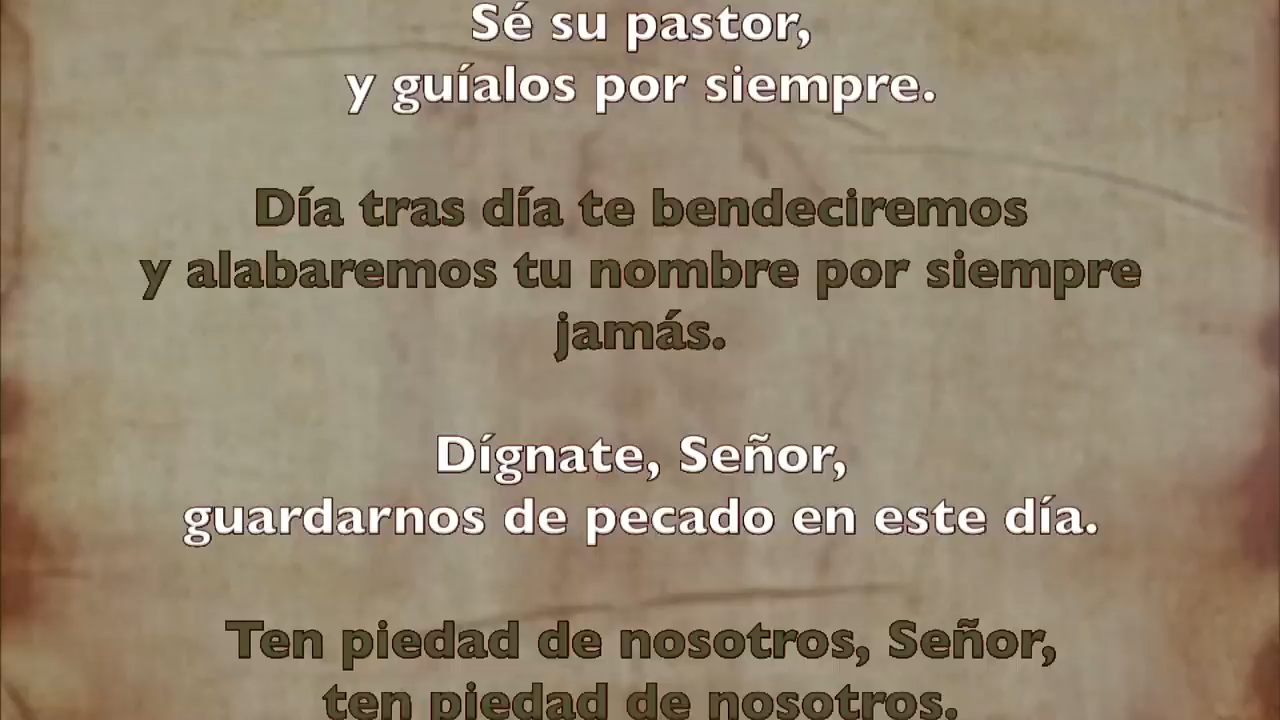 Sé su pastor,
y guíalos por siempre.
Día tras día te bendeciremos
y alabaremos tu nombre por siempre
jamás.
Dígnate, Señor,
guardarnos de pecado en este día.
Ten piedad de nosotros, Señor,
ten piedad de nosotros.